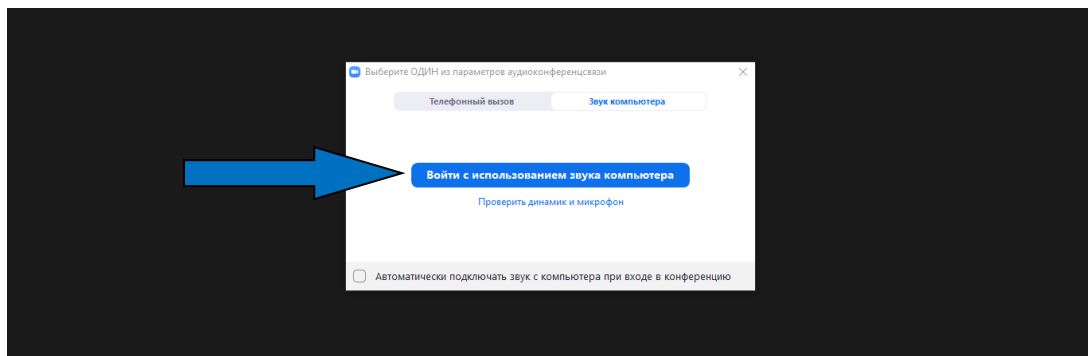 Выберите ОДИН из параметров аудиоконференцсвязи
Телефонный вызов
Звук компьютера
Войти с использованием звука компьютера
Проверить динамик и микрофон
Автоматически подключать звук с компьютера при входе в конференцию